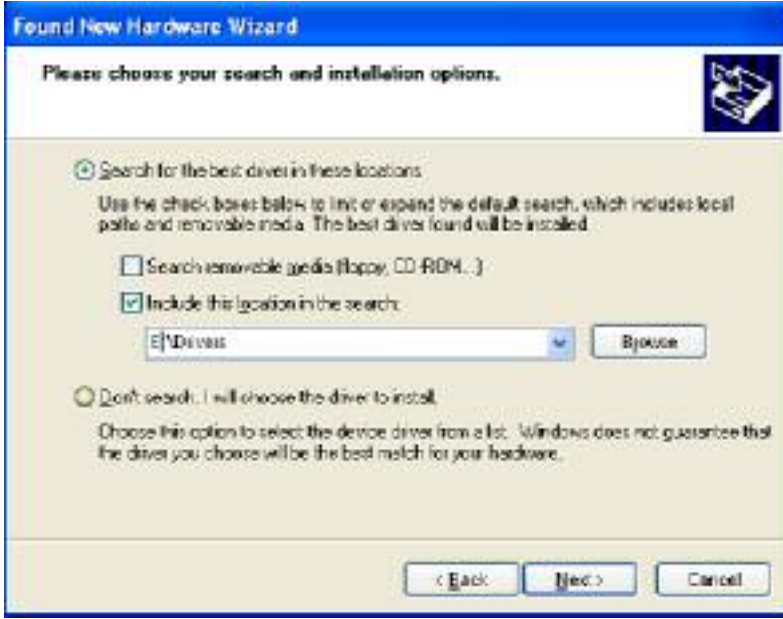 Found New Hardware Wizard
Please choose your search and installation options.
Search for the best driver in these locations.
Use the check boxes below to limit or expand the default search, which includes local
paths and removable media. The best driver found will be installed.
Search removable media (floppy, CD-ROM...)
Include this location in the search:
E:\Drivers
Browse
Don't search. I will choose the driver to install.
Choose this option to select the device driver from a list. Windows does not guarantee that
the driver you choose will be the best match for your hardware.
< Back
Next >
Cancel